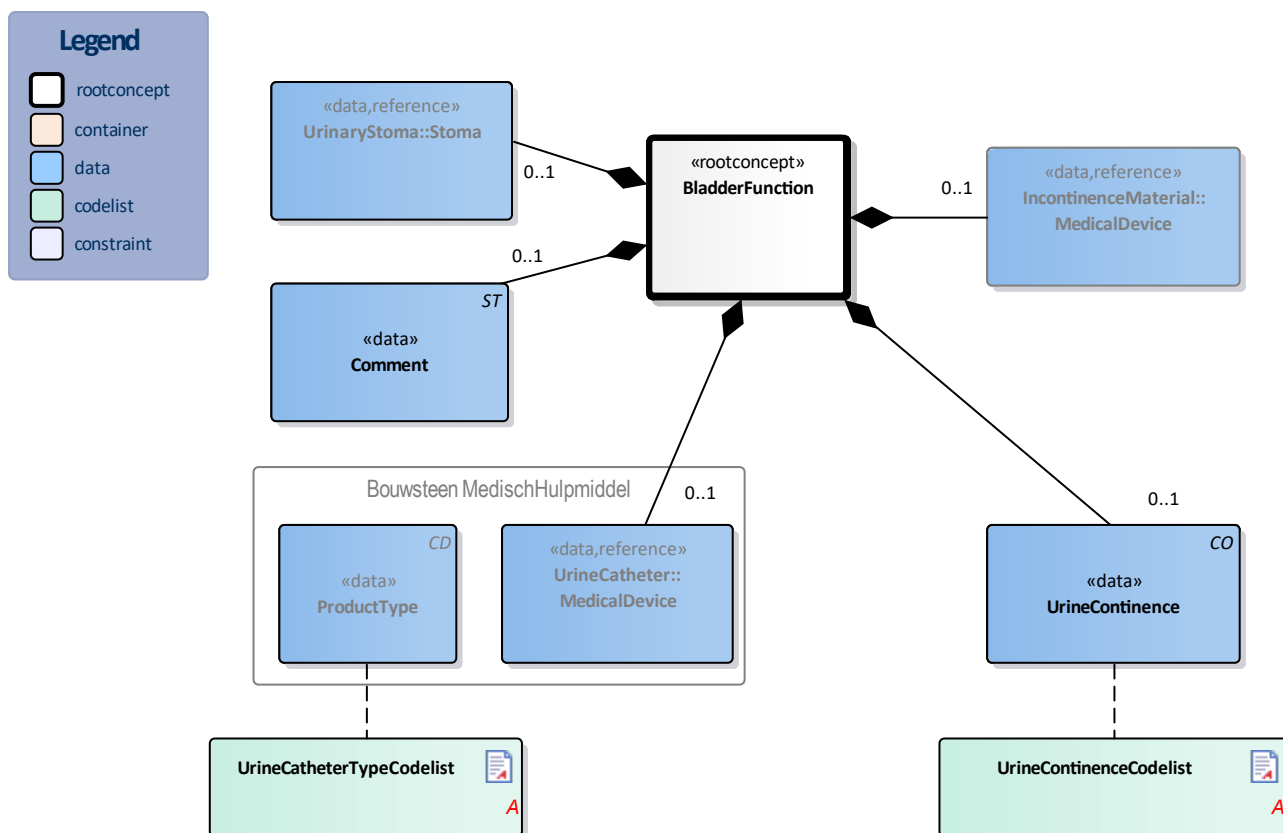 Legend
rootconcept
container
data
codelist
constraint
«data,reference»
UrinaryStoma::Stoma
0..1
«rootconcept»
BladderFunction
0..1
«data,reference»
IncontinenceMaterial::
MedicalDevice
0..1
ST
«data»
Comment
Bouwsteen MedischHulpmiddel
0..1
0..1
CD
«data»
ProductType
«data,reference»
UrineCatheter::
MedicalDevice
CO
«data»
UrineContinence
UrineCatheterTypeCodelist
A
UrineContinenceCodelist
A